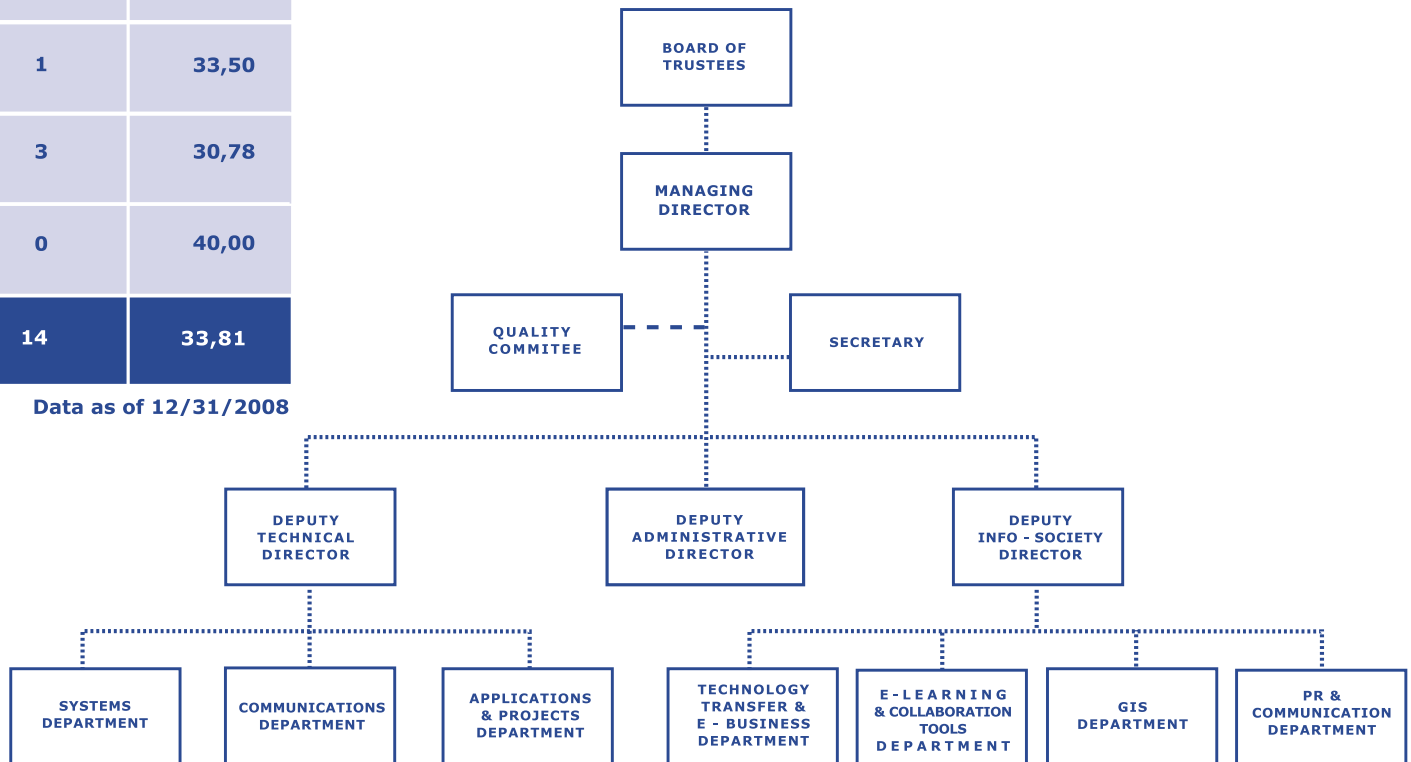 1 33,50
3 30,78
0 40,00
14 33,81
Data as of 12/31/2008
BOARD OF
TRUSTEES
MANAGING
DIRECTOR
QUALITY
COMMITEE
SECRETARY
DEPUTY
TECHNICAL
DIRECTOR
DEPUTY
ADMINISTRATIVE
DIRECTOR
DEPUTY
INFO - SOCIETY
DIRECTOR
SYSTEMS
DEPARTMENT
COMMUNICATIONS
DEPARTMENT
APPLICATIONS
& PROJECTS
DEPARTMENT
TECHNOLOGY
TRANSFER &
E - BUSINESS
DEPARTMENT
E-LEARNING
& COLLABORATION
TOOLS
DEPARTMENT
GIS
DEPARTMENT
PR &
COMMUNICATION
DEPARTMENT